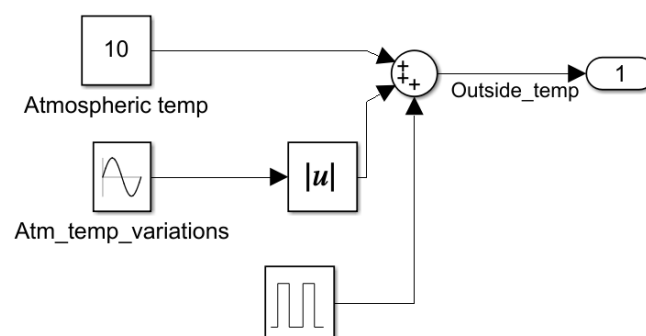 10
Atmospheric temp
+
+
+
Outside_temp
1
|u|
Atm_temp_variations